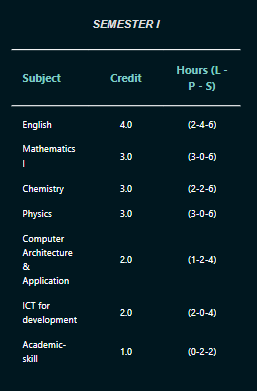 SEMESTER I
Subject Credit Hours (L - P - S)
English 4.0 (2-4-6)
Mathematics I 3.0 (3-0-6)
Chemistry 3.0 (2-2-6)
Physics 3.0 (3-0-6)
Computer Architecture & Application 2.0 (1-2-4)
ICT for development 2.0 (2-0-4)
Academic-skill 1.0 (0-2-2)